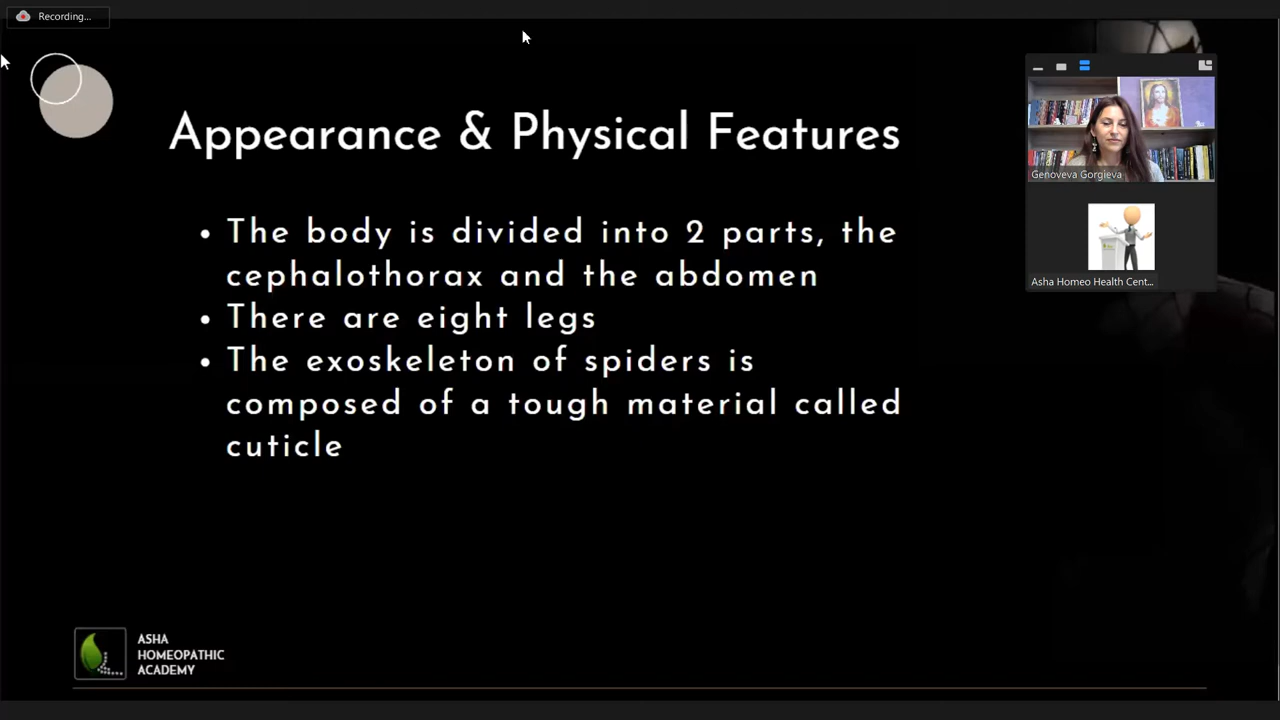 Recording...
Appearance & Physical Features
• The body is divided into 2 parts, the
cephalothorax and the abdomen
• There are eight legs
• The exoskeleton of spiders is
composed of a tough material called
cuticle
Genoveva Gorgieva
Asha Homeo Health Cent...
ASHA
HOMEOPATHIC
ACADEMY